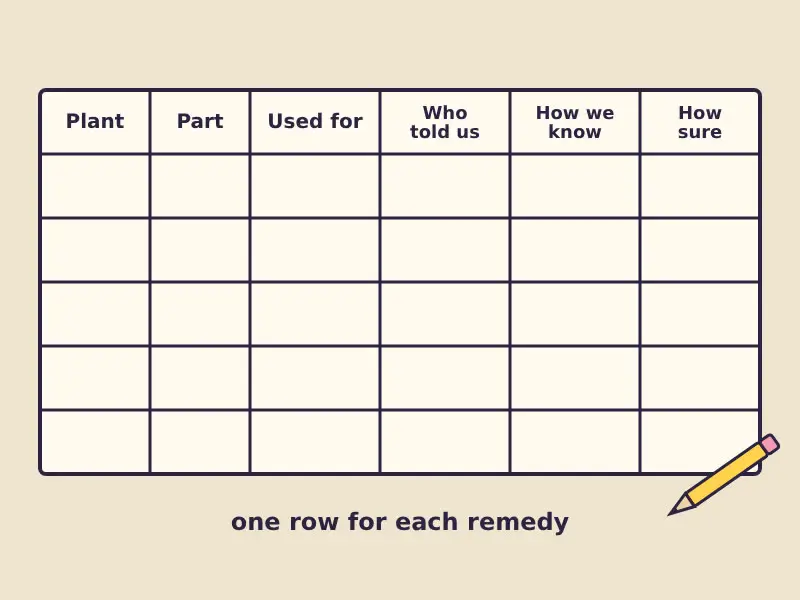 Plant
Part
Used for
Who
told us
How we
know
How
sure
one row for each remedy